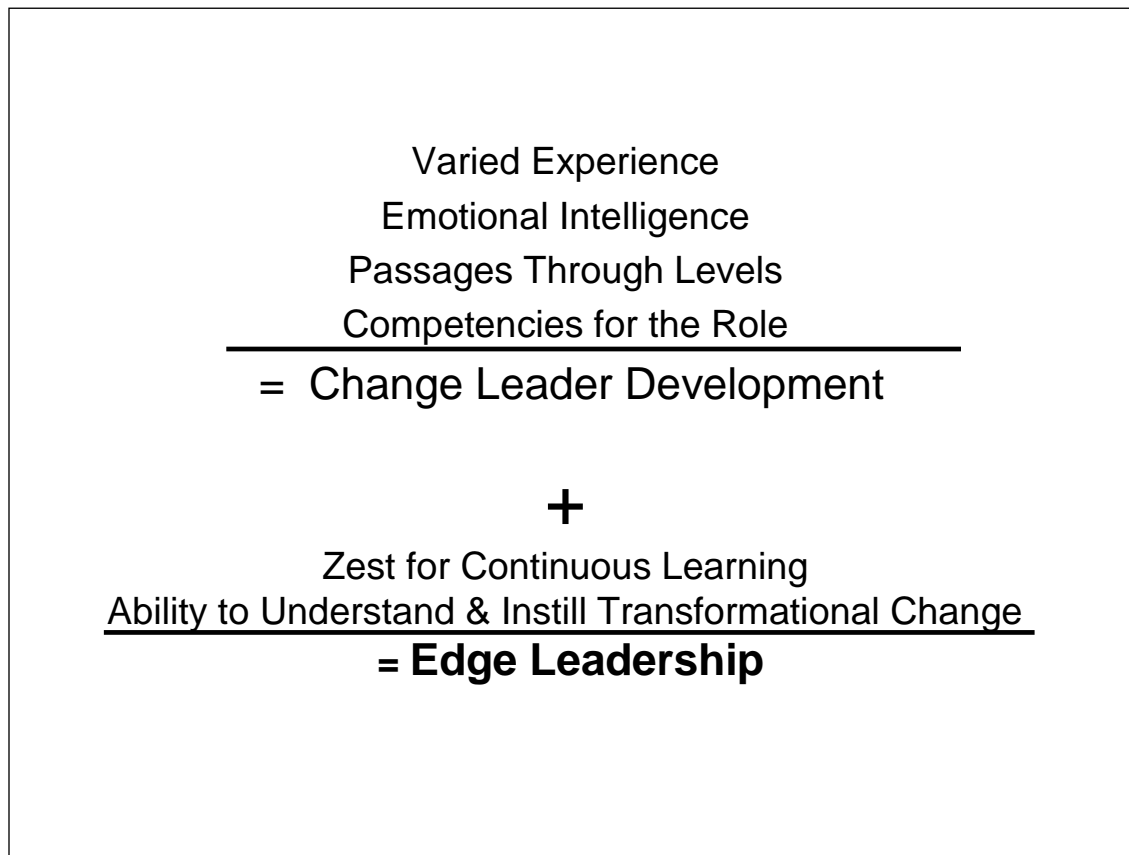 Varied Experience
Emotional Intelligence
Passages Through Levels
Competencies for the Role
= Change Leader Development
+
Zest for Continuous Learning
Ability to Understand & Instill Transformational Change
= Edge Leadership